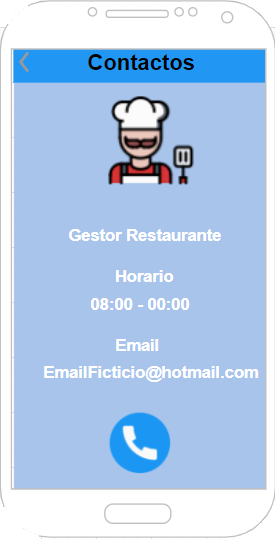 Contactos
Gestor Restaurante
Horario
08:00 - 00:00
Email
EmailFicticio@hotmail.com